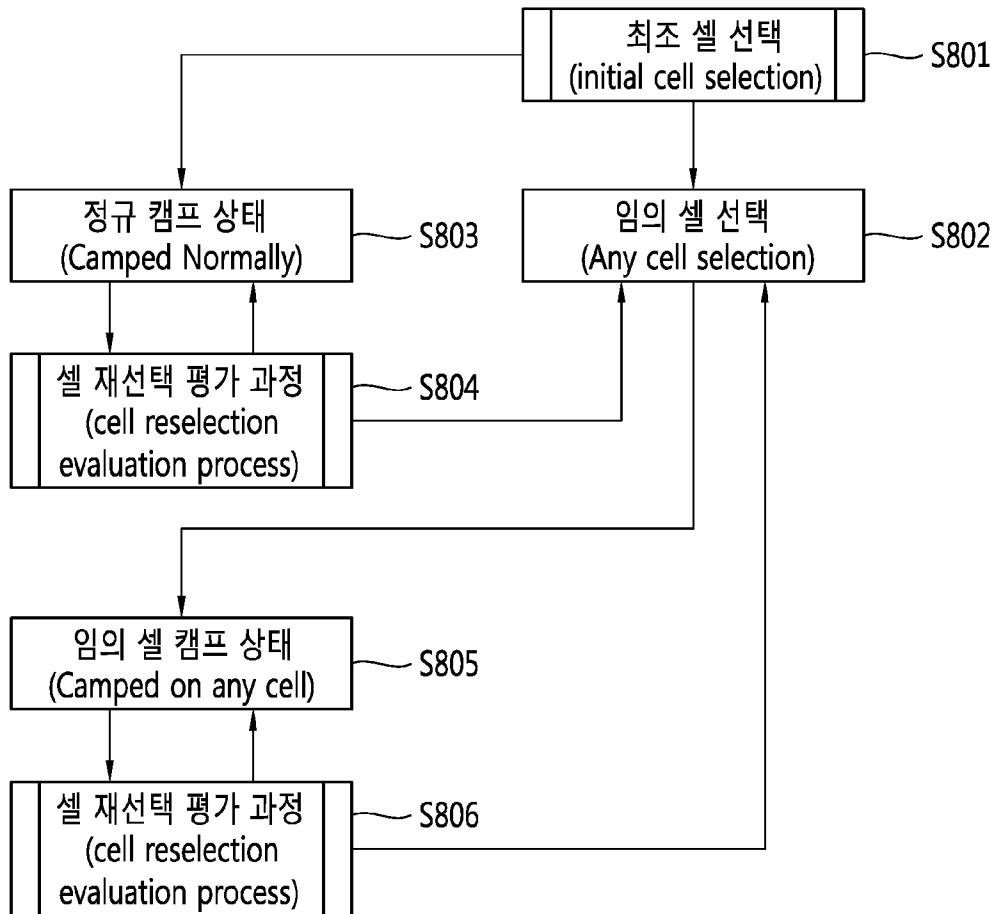 최조 셀 선택
(initial cell selection)
S801
정규 캠프 상태
(Camped Normally)
S803
임의 셀 선택
(Any cell selection)
S802
셀 재선택 평가 과정
(cell reselection
evaluation process)
S804
임의 셀 캠프 상태
(Camped on any cell)
S805
셀 재선택 평가 과정
(cell reselection
evaluation process)
S806